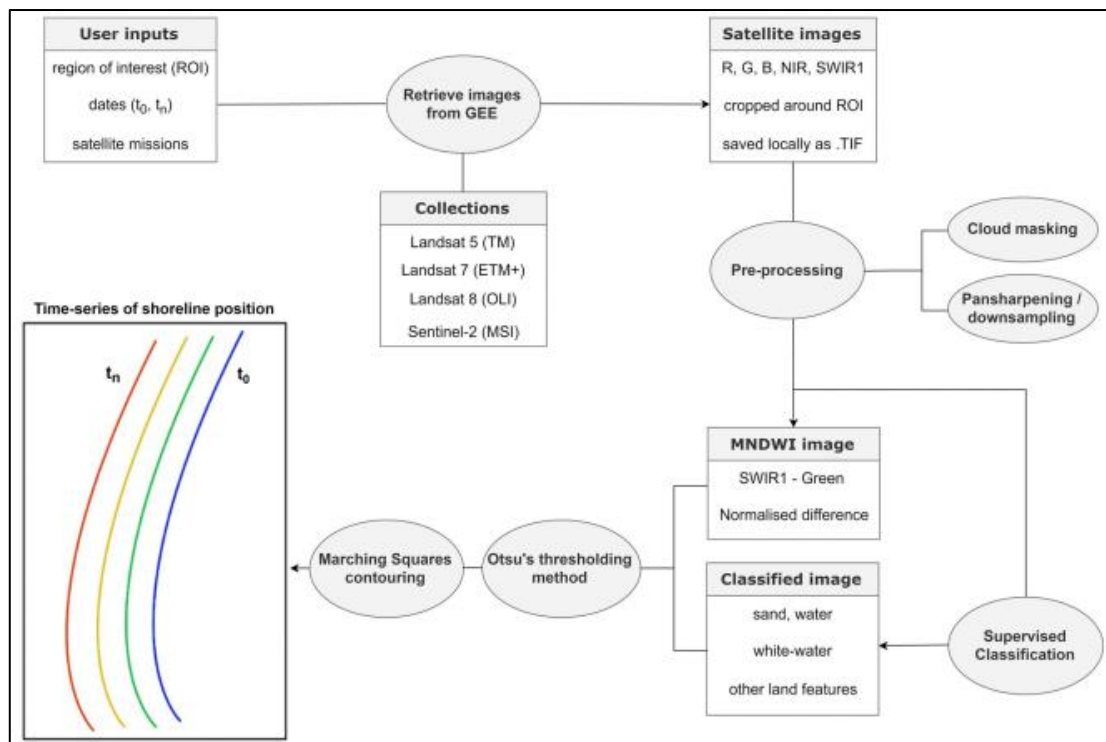 User inputs
region of interest (ROI)
dates (t0, tn)
satellite missions
Retrieve images
from GEE
Satellite images
R, G, B, NIR, SWIR1
cropped around ROI
saved locally as .TIF
Collections
Landsat 5 (TM)
Landsat 7 (ETM+)
Landsat 8 (OLI)
Sentinel-2 (MSI)
Pre-processing
Cloud masking
Pansharpening /
downsampling
MNDWI image
SWIR1 - Green
Normalised difference
Classified image
sand, water
white-water
other land features
Supervised
Classification
Otsu's thresholding
method
Marching Squares
contouring
Time-series of shoreline position
tn
t0